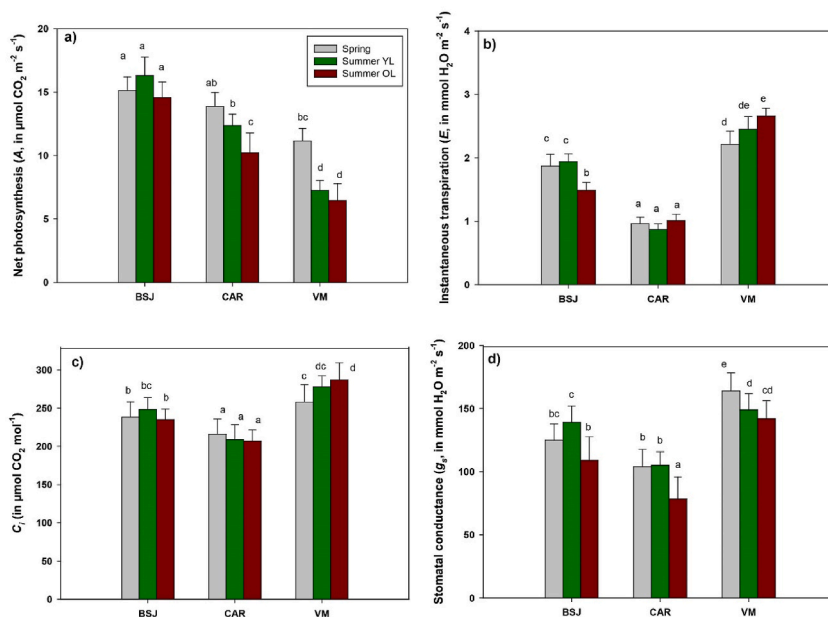 a)
Net photosynthesis (A, in µmol CO₂ m⁻² s⁻¹)
20
15
10
5
0
Spring
Summer YL
Summer OL
a a a
ab b c
bc d d
BSJ CAR VM
b)
Instantaneous transpiration (E, in mmol H₂O m⁻² s⁻¹)
4
3
2
1
0
c c b
a a a
d de e
BSJ CAR VM
c)
Cᵢ (in µmol CO₂ mol⁻¹)
300
250
200
150
100
50
0
b bc b
a a a
c dc d
BSJ CAR VM
d)
Stomatal conductance (gₛ, in mmol H₂O m⁻² s⁻¹)
200
150
100
50
0
bc c b
b b a
e d cd
BSJ CAR VM